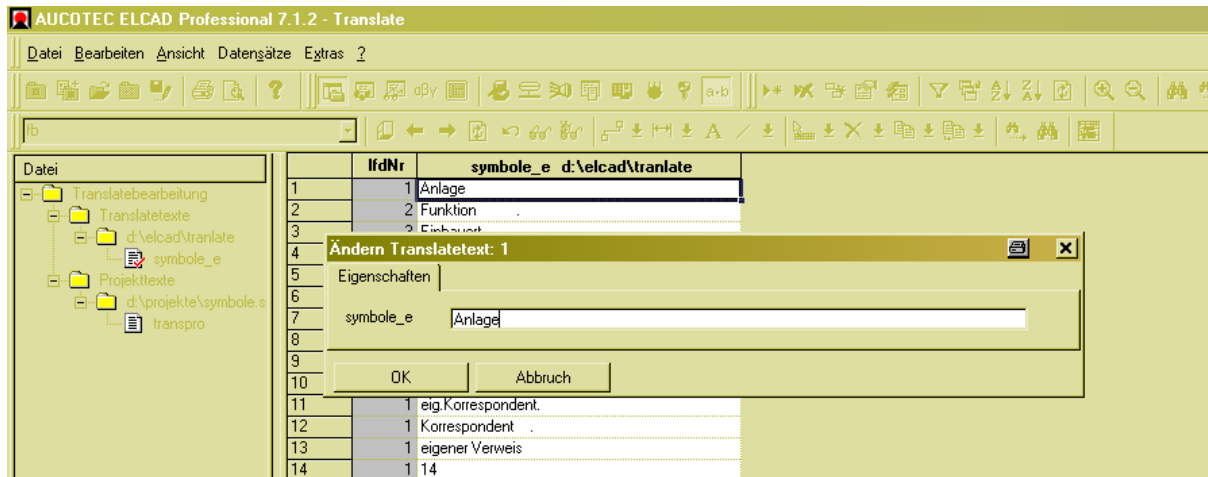 AUCOTEC ELCAD Professional 7.1.2 - Translate
Datei Bearbeiten Ansicht Datensätze Extras ?
αβγ a•b
fb A
Datei
Translatebearbeitung
Translatetexte
d:\elcad\tranlate
symbole_e
Projekttexte
d:\projekte\symbole.s
transpro
lfdNr symbole_e d:\elcad\tranlate
1 1 Anlage
2 2 Funktion .
3
4
5
6
7
8
9
10
Ändern Translatetext: 1
Eigenschaften
symbole_e Anlage
OK Abbruch
11 1 eig.Korrespondent.
12 1 Korrespondent .
13 1 eigener Verweis
14 1 14